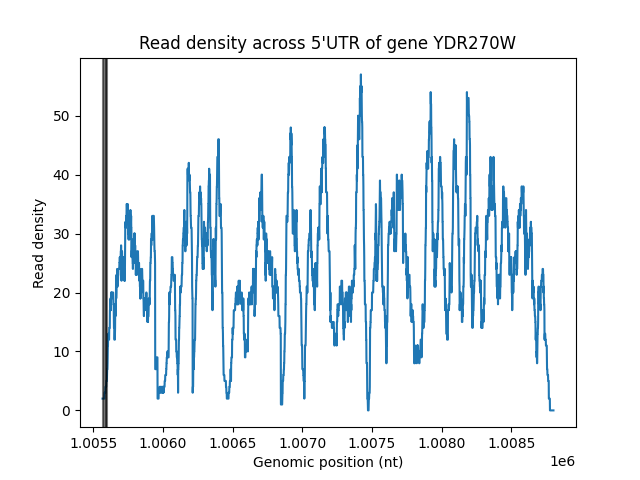 Read density across 5'UTR of gene YDR270W
50
40
30
20
10
0
Read density
1.0055 1.0060 1.0065 1.0070 1.0075 1.0080 1.0085
1e6
Genomic position (nt)